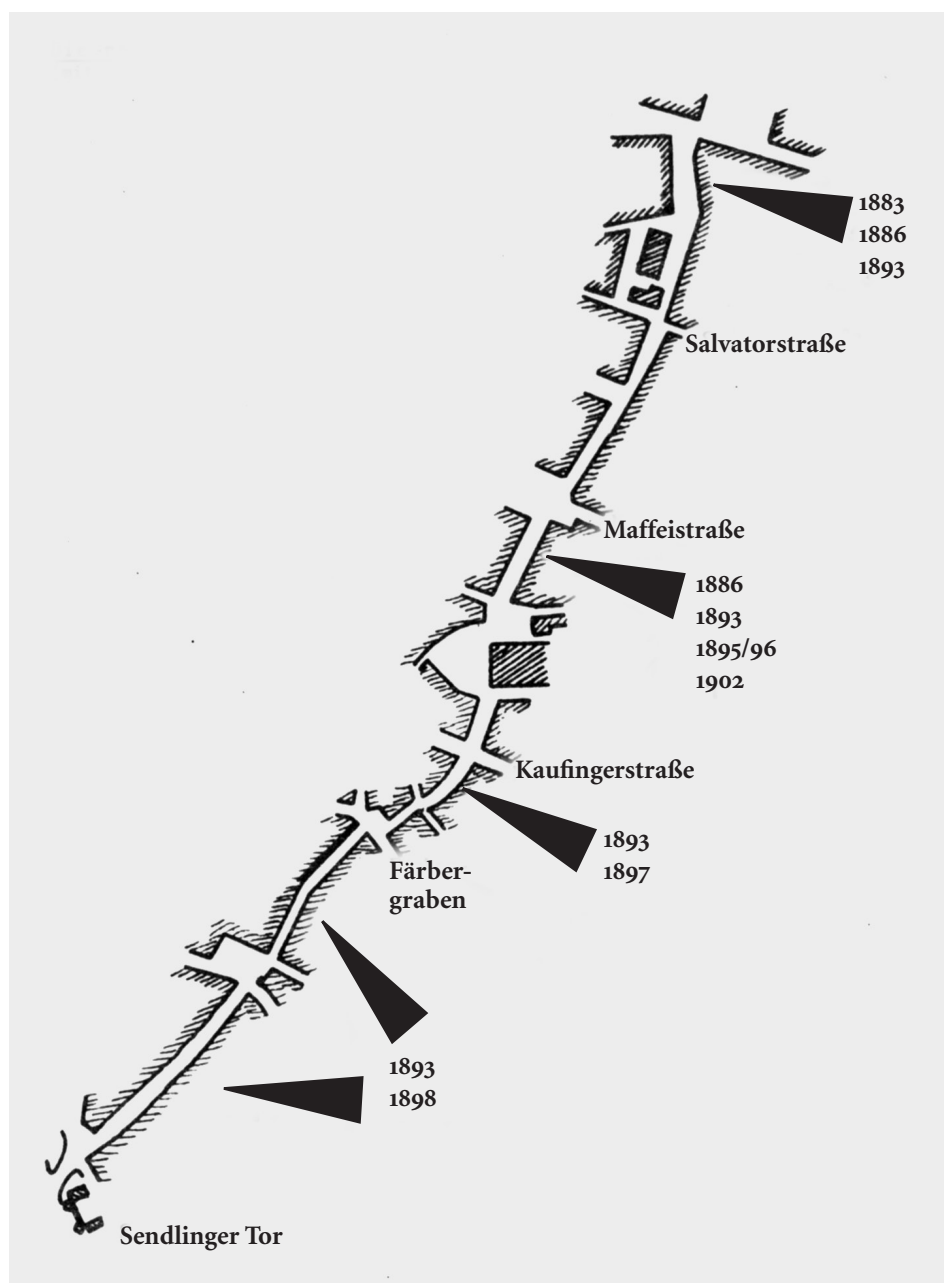 1883
1886
1893
Salvatorstraße
Maffeistraße
1886
1893
1895/96
1902
Kaufingerstraße
1893
1897
Färber-
graben
1893
1898
Sendlinger Tor